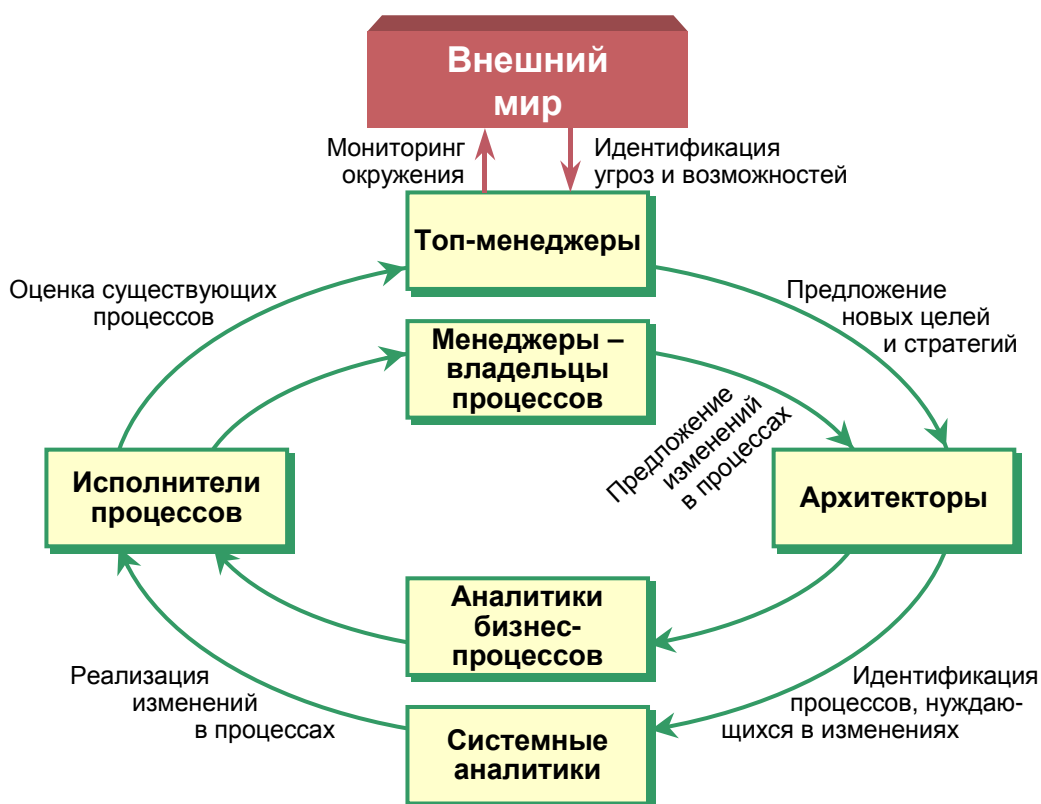 Внешний
мир
Мониторинг
окружения
Идентификация
угроз и возможностей
Топ-менеджеры
Оценка существующих
процессов
Предложение
новых целей
и стратегий
Менеджеры –
владельцы
процессов
Предложение
изменений
в процессах
Исполнители
процессов
Архитекторы
Аналитики
бизнес-
процессов
Реализация
изменений
в процессах
Идентификация
процессов, нуждаю-
щихся в изменениях
Системные
аналитики